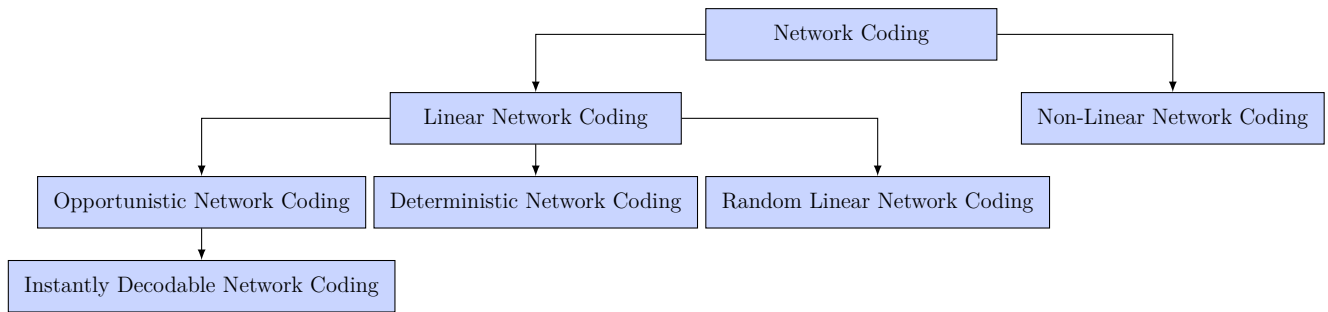 Network Coding
Linear Network Coding
Non-Linear Network Coding
Opportunistic Network Coding
Deterministic Network Coding
Random Linear Network Coding
Instantly Decodable Network Coding